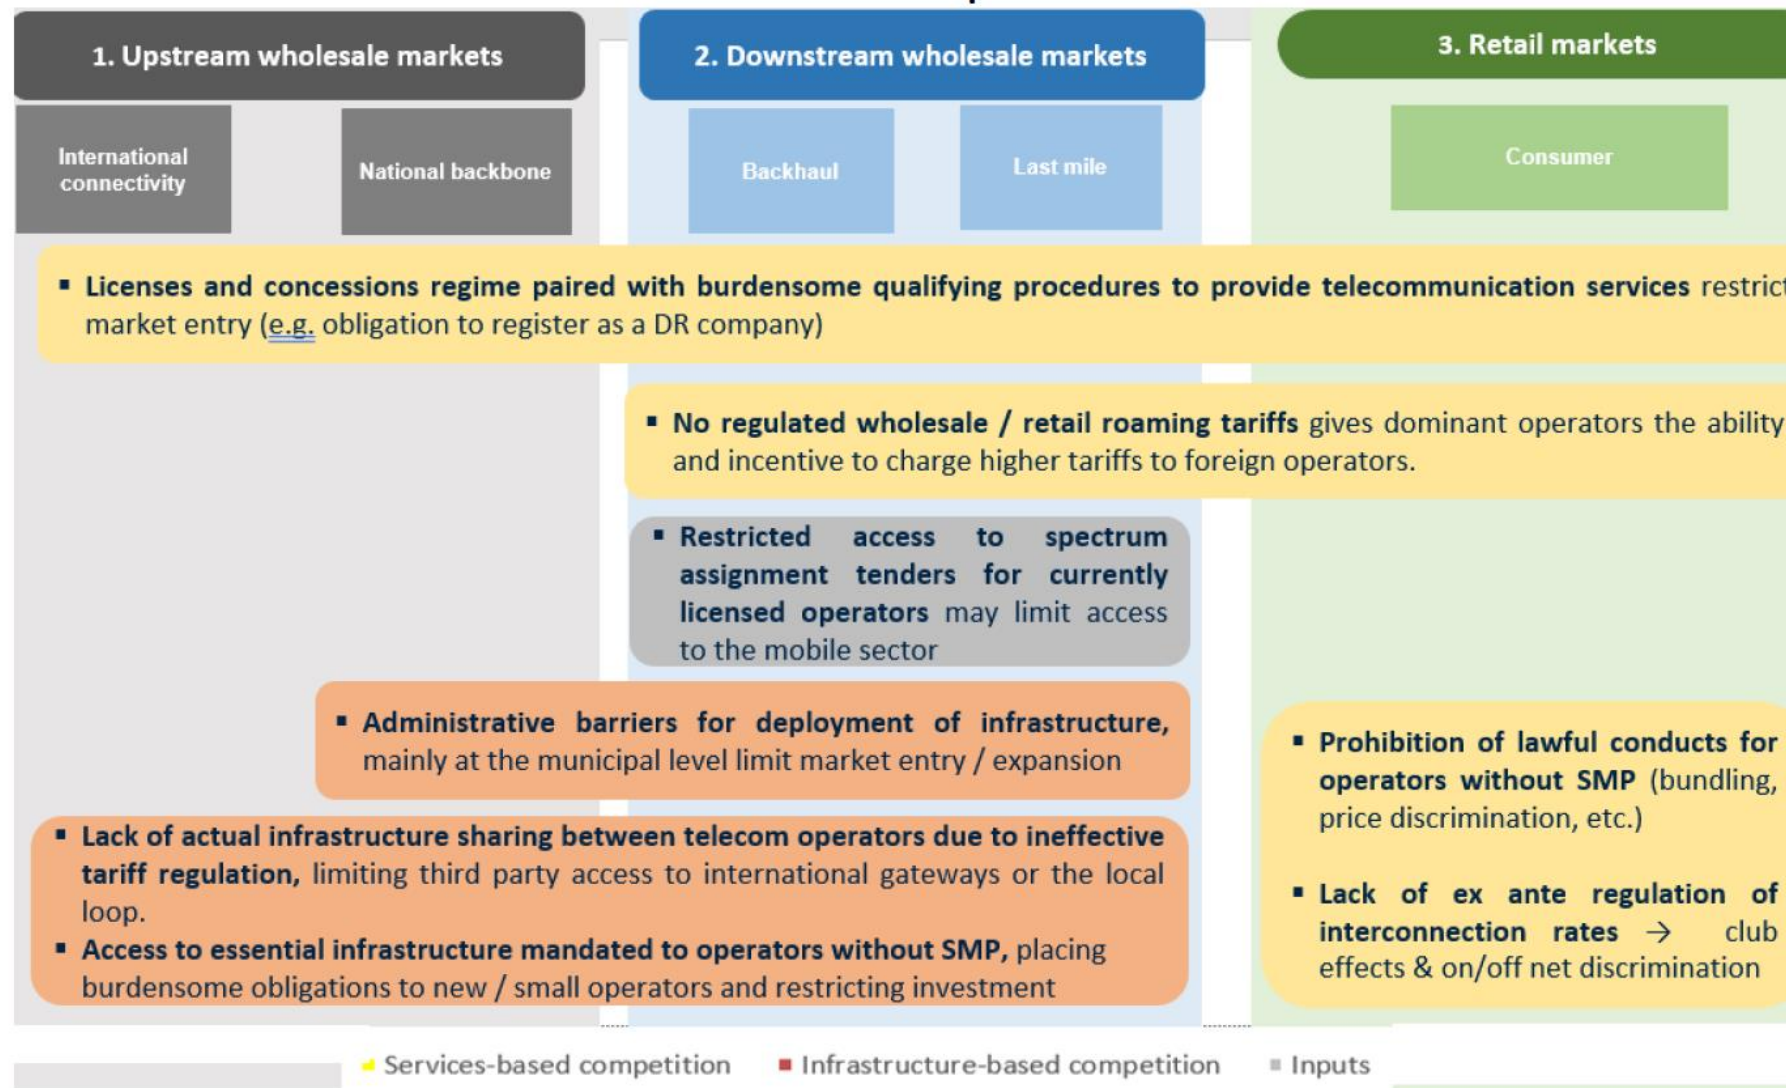 1. Upstream wholesale markets
2. Downstream wholesale markets
3. Retail markets
International
connectivity
National backbone
Backhaul
Last mile
Consumer
▪ Licenses and concessions regime paired with burdensome qualifying procedures to provide telecommunication services restrict
market entry (e.g. obligation to register as a DR company)
▪ No regulated wholesale / retail roaming tariffs gives dominant operators the ability
and incentive to charge higher tariffs to foreign operators.
▪ Restricted access to spectrum
assignment tenders for currently
licensed operators may limit access
to the mobile sector
▪ Administrative barriers for deployment of infrastructure,
mainly at the municipal level limit market entry / expansion
▪ Lack of actual infrastructure sharing between telecom operators due to ineffective
tariff regulation, limiting third party access to international gateways or the local
loop.
▪ Access to essential infrastructure mandated to operators without SMP, placing
burdensome obligations to new / small operators and restricting investment
▪ Prohibition of lawful conducts for
operators without SMP (bundling,
price discrimination, etc.)
▪ Lack of ex ante regulation of
interconnection rates → club
effects & on/off net discrimination
Services-based competition
Infrastructure-based competition
Inputs